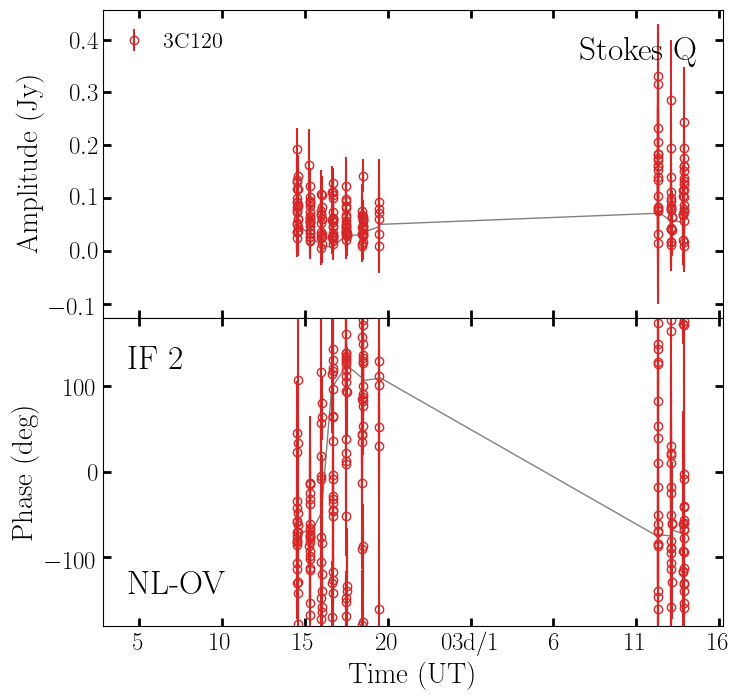 3C120
Stokes Q
Amplitude (Jy)
0.4
0.3
0.2
0.1
0.0
−0.1
IF 2
NL-OV
Phase (deg)
100
0
−100
5 10 15 20 03d/1 6 11 16
Time (UT)